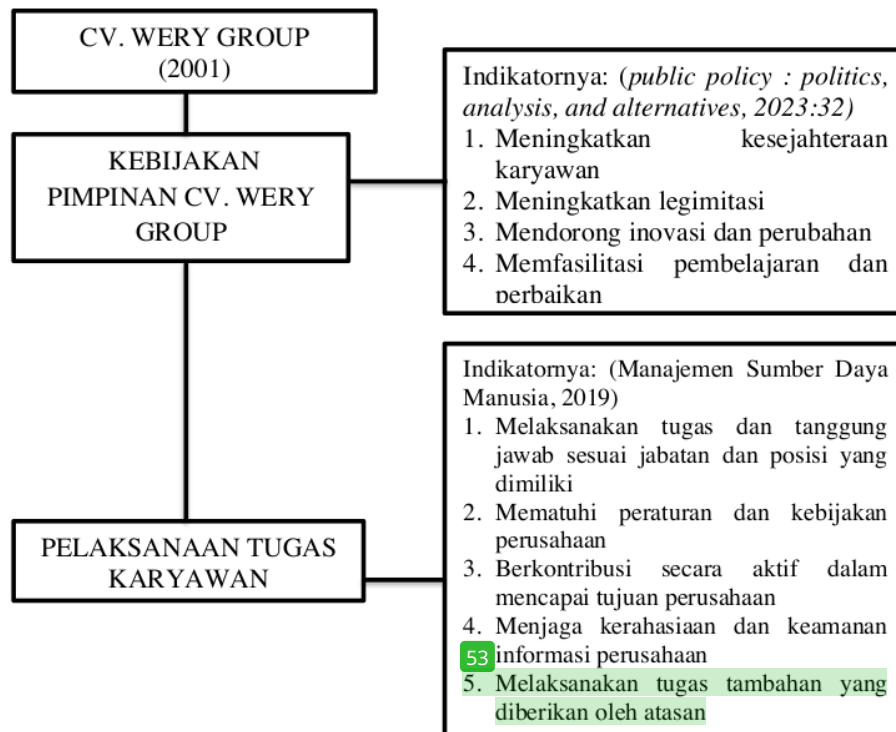 CV. WERY GROUP
(2001)
KEBIJAKAN
PIMPINAN CV. WERY
GROUP
Indikatornya: (public policy : politics,
analysis, and alternatives, 2023:32)
1. Meningkatkan kesejahteraan
karyawan
2. Meningkatkan legimitasi
3. Mendorong inovasi dan perubahan
4. Memfasilitasi pembelajaran dan
perbaikan
PELAKSANAAN TUGAS
KARYAWAN
Indikatornya: (Manajemen Sumber Daya
Manusia, 2019)
1. Melaksanakan tugas dan tanggung
jawab sesuai jabatan dan posisi yang
dimiliki
2. Mematuhi peraturan dan kebijakan
perusahaan
3. Berkontribusi secara aktif dalam
mencapai tujuan perusahaan
4. Menjaga kerahasiaan dan keamanan
53 informasi perusahaan
5. Melaksanakan tugas tambahan yang
diberikan oleh atasan